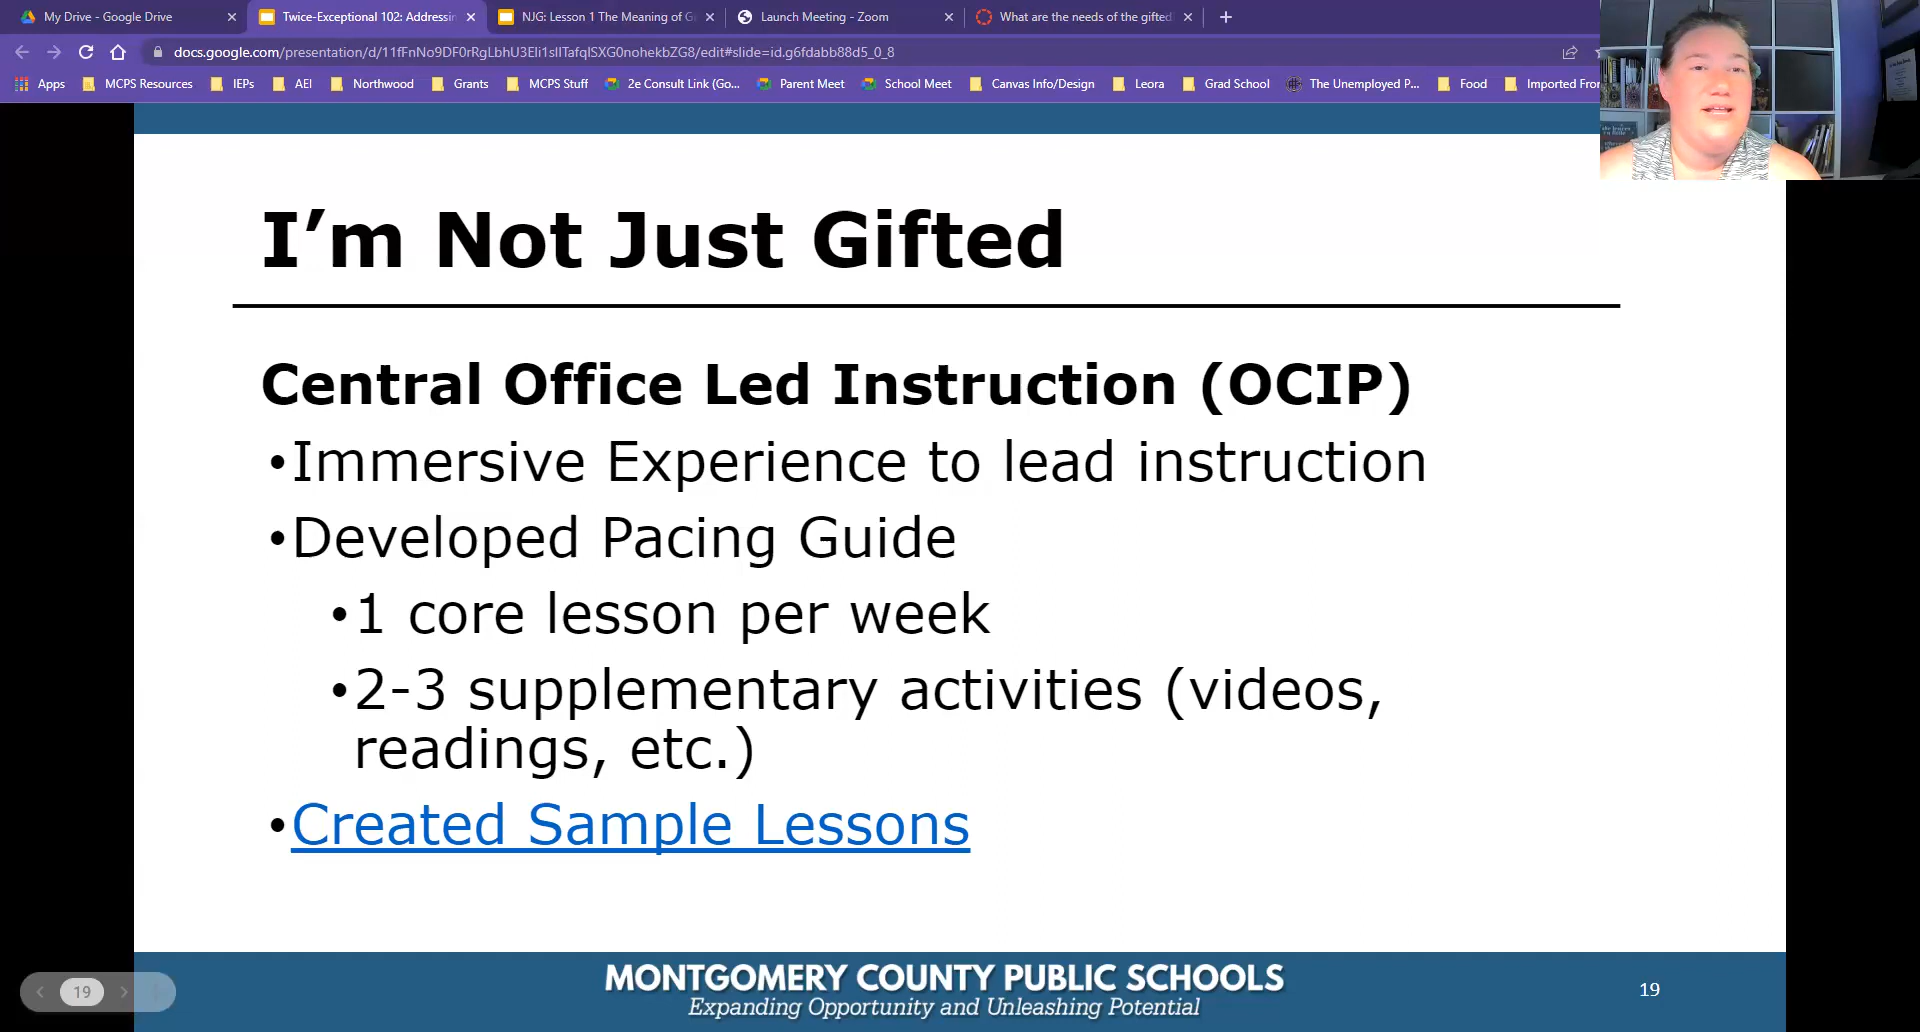 My Drive - Google Drive
Twice-Exceptional 102: Addressin
NJG: Lesson 1 The Meaning of G
Launch Meeting - Zoom
What are the needs of the gifted
docs.google.com/presentation/d/11fFnNo9DF0rRgLbhU3Eli1sllTafqlSXG0nohekbZG8/edit#slide=id.g6fdabb88d5_0_8
Apps
MCPS Resources
IEPs
AEI
Northwood
Grants
MCPS Stuff
2e Consult Link (Go...
Parent Meet
School Meet
Canvas Info/Design
Leora
Grad School
The Unemployed P...
Food
Imported Fro
I’m Not Just Gifted
Central Office Led Instruction (OCIP)
•Immersive Experience to lead instruction
•Developed Pacing Guide
•1 core lesson per week
•2-3 supplementary activities (videos,
readings, etc.)
•Created Sample Lessons
MONTGOMERY COUNTY PUBLIC SCHOOLS
Expanding Opportunity and Unleashing Potential
19
19